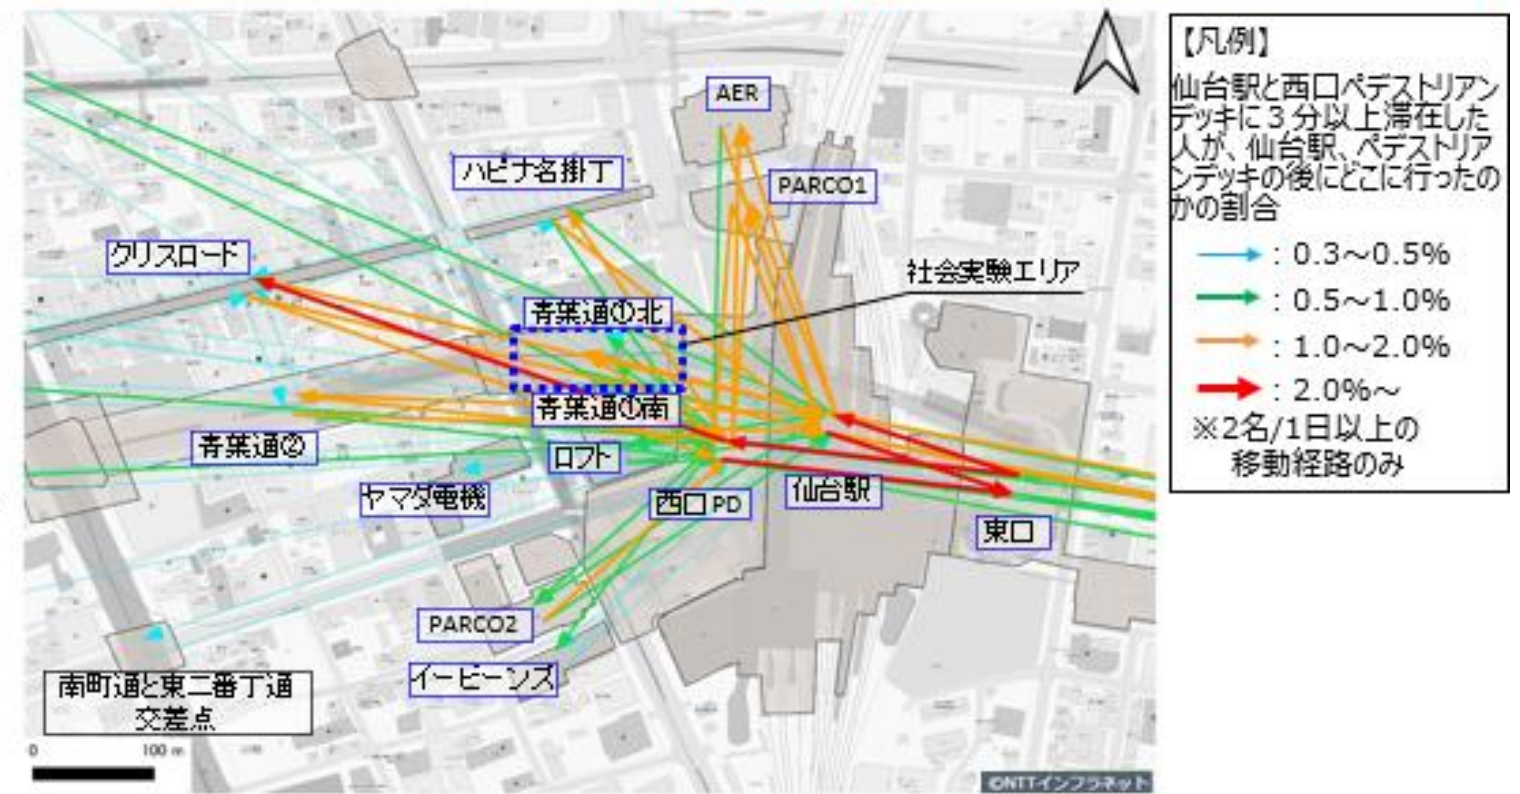 AER
ハピナ名掛丁
PARCO1
クリスロード
社会実験エリア
青葉通①北
青葉通①南
青葉通②
ロフト
ヤマダ電機
西口PD
仙台駅
東口
PARCO2
イービーンズ
南町通と東二番丁通
交差点
0 100 m
©NTTインフラネット
【凡例】
仙台駅と西口ペデストリアン
デッキに3分以上滞在した
人が、仙台駅、ペデストリア
ンデッキの後にどこに行ったの
かの割合
:0.3~0.5%
:0.5~1.0%
:1.0~2.0%
:2.0%~
※2名/1日以上の
移動経路のみ